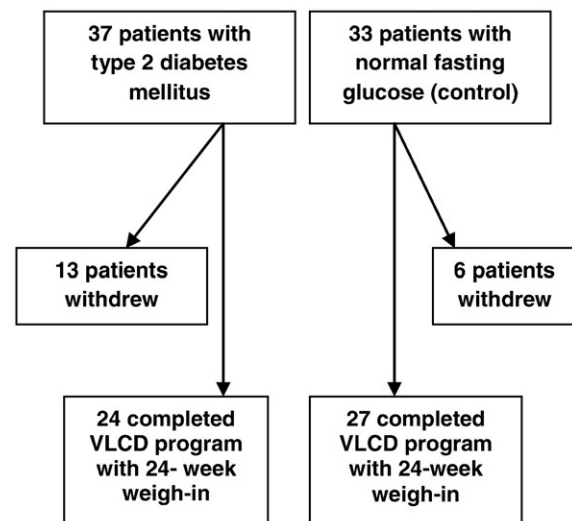 37 patients with
type 2 diabetes
mellitus
33 patients with
normal fasting
glucose (control)
13 patients
withdrew
6 patients
withdrew
24 completed
VLCD program
with 24- week
weigh-in
27 completed
VLCD program
with 24-week
weigh-in